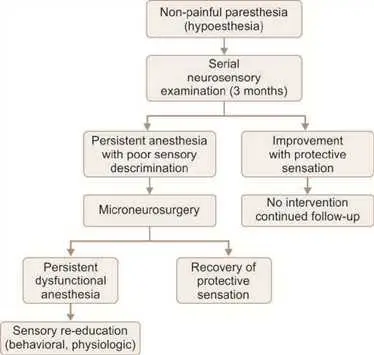 Non-painful paresthesia
(hypoesthesia)
Serial
neurosensory
examination (3 months)
Persistent anesthesia
with poor sensory
descrimination
Improvement
with protective
sensation
Microneurosurgery
No intervention
continued follow-up
Persistent
dysfunctional
anesthesia
Recovery of
protective
sensation
Sensory re-education
(behavioral, physiologic)